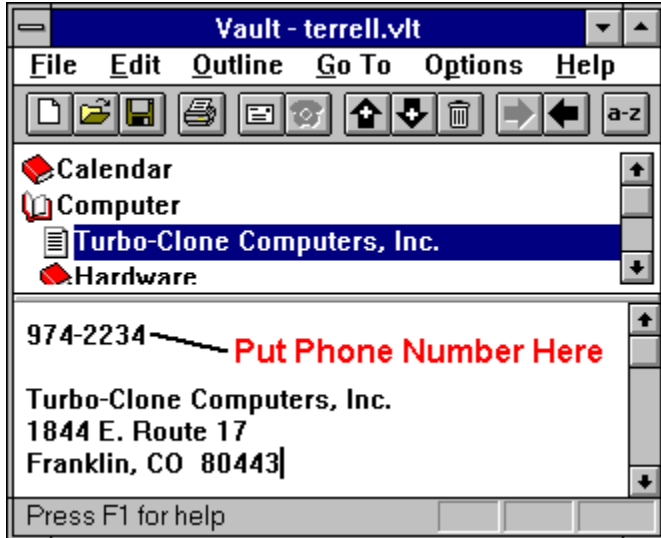 Vault - terrell.vlt
File Edit Outline Go To Options Help
a-z
Calendar
Computer
Turbo-Clone Computers, Inc.
Hardware
974-2234 Put Phone Number Here
Turbo-Clone Computers, Inc.
1844 E. Route 17
Franklin, CO 80443
Press F1 for help